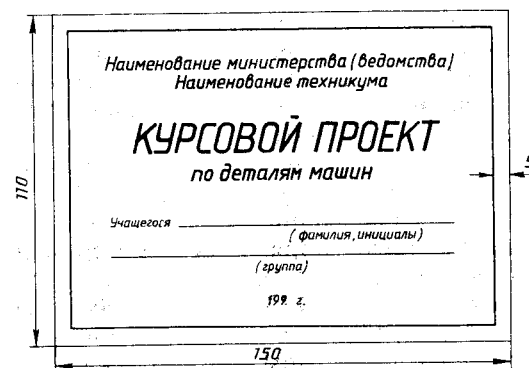 Наименование министерства (ведомства)
Наименование техникума
КУРСОВОЙ ПРОЕКТ
по деталям машин
5
110
Учащегося
(фамилия, инициалы)
(группа)
199 г.
150